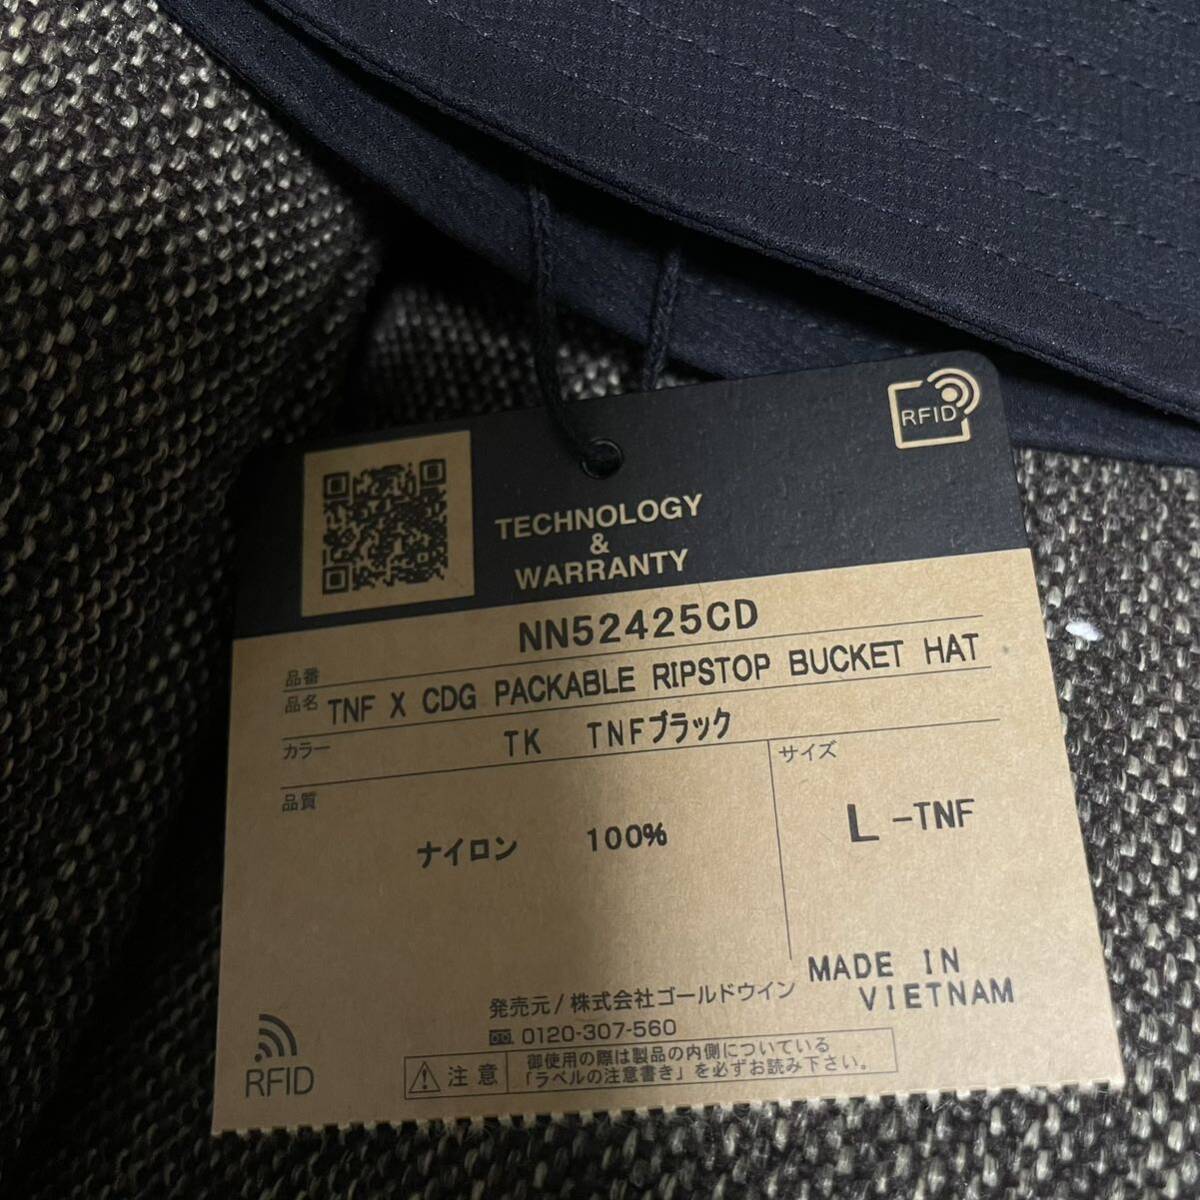 RFID
TECHNOLOGY
&
WARRANTY
品番 NN52425CD
品名 TNF X CDG PACKABLE RIPSTOP BUCKET HAT
カラー TK TNFブラック
品質 ナイロン 100%
サイズ
L -TNF
MADE IN
VIETNAM
発売元/株式会社ゴールドウイン
0120-307-560
RFID
注意
御使用の際は製品の内側についている
「ラベルの注意書き」を必ずお読み下さい。